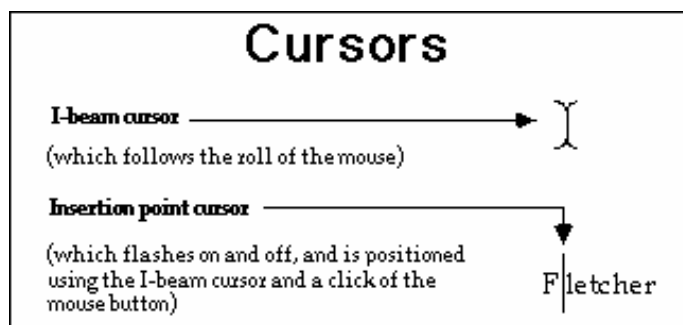 Cursors
I-beam cursor
(which follows the roll of the mouse)
Insertion point cursor
(which flashes on and off, and is positioned
using the I-beam cursor and a click of the
mouse button)
Fletcher